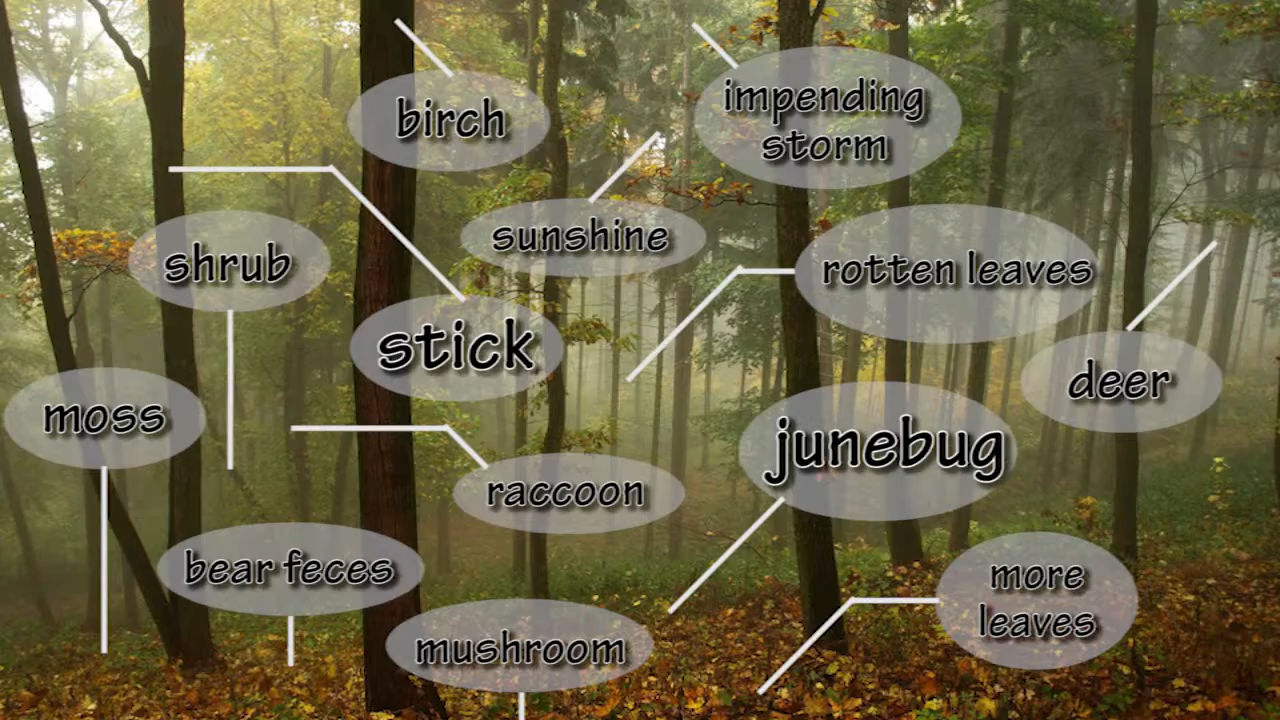 birch
impending
storm
sunshine
shrub
rotten leaves
stick
deer
moss
junebug
raccoon
bear feces
more
leaves
mushroom